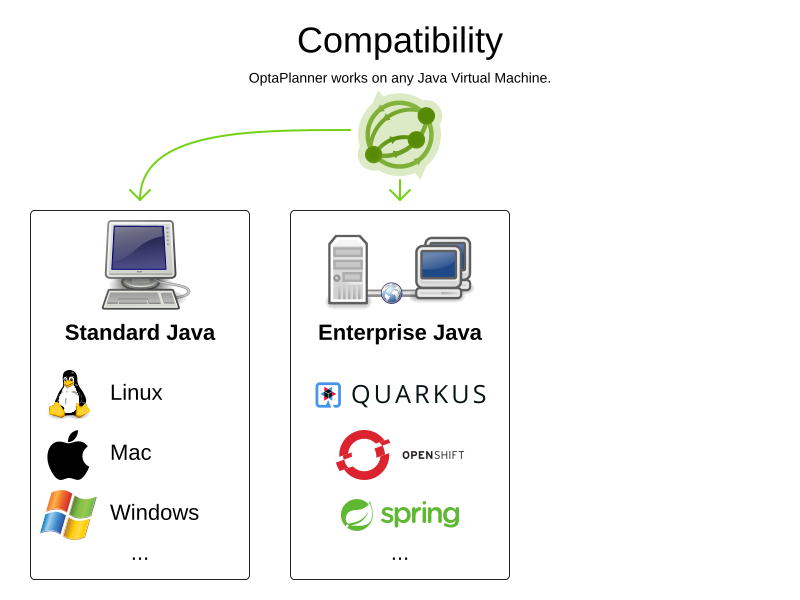 Compatibility
OptaPlanner works on any Java Virtual Machine.
Standard Java
Linux
Mac
Windows
...
Enterprise Java
QUARKUS
OPENSHIFT
spring
...